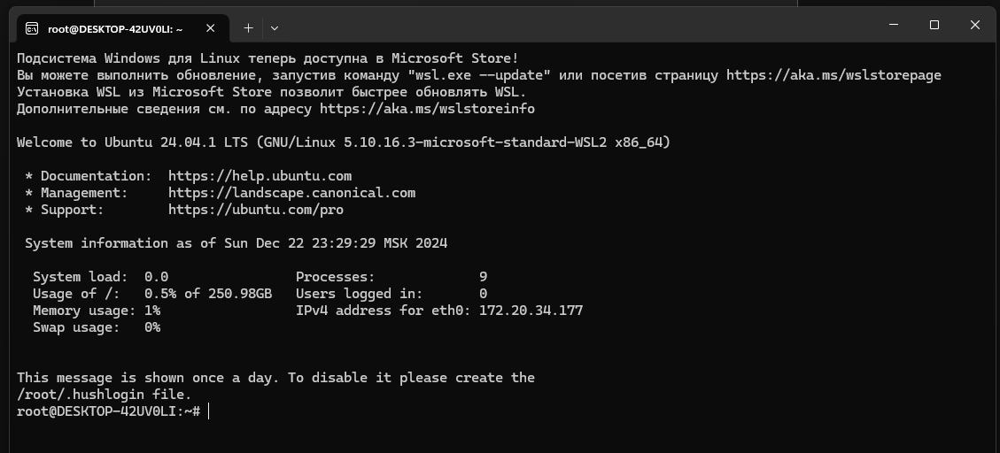 root@DESKTOP-42UV0LI: ~
Подсистема Windows для Linux теперь доступна в Microsoft Store!
Вы можете выполнить обновление, запустив команду "wsl.exe --update" или посетив страницу https://aka.ms/wslstorepage
Установка WSL из Microsoft Store позволит быстрее обновлять WSL.
Дополнительные сведения см. по адресу https://aka.ms/wslstoreinfo
Welcome to Ubuntu 24.04.1 LTS (GNU/Linux 5.10.16.3-microsoft-standard-WSL2 x86_64)
* Documentation:  https://help.ubuntu.com
* Management:     https://landscape.canonical.com
* Support:        https://ubuntu.com/pro
System information as of Sun Dec 22 23:29:29 MSK 2024
System load:  0.0                Processes:             9
Usage of /:   0.5% of 250.98GB   Users logged in:       0
Memory usage: 1%                 IPv4 address for eth0: 172.20.34.177
Swap usage:   0%
This message is shown once a day. To disable it please create the
/root/.hushlogin file.
root@DESKTOP-42UV0LI:~#